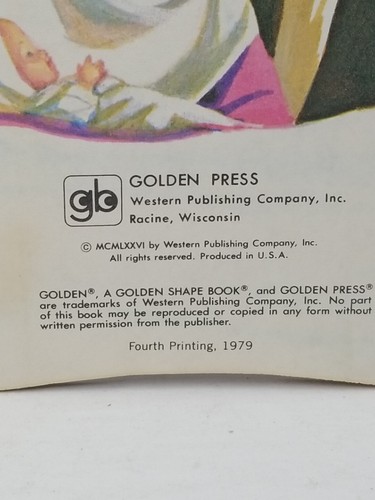 gb
GOLDEN PRESS
Western Publishing Company, Inc.
Racine, Wisconsin
© MCMLXXVI by Western Publishing Company, Inc.
All rights reserved. Produced in U.S.A.
GOLDEN®, A GOLDEN SHAPE BOOK®, and GOLDEN PRESS®
are trademarks of Western Publishing Company, Inc. No part
of this book may be reproduced or copied in any form without
written permission from the publisher.
Fourth Printing, 1979